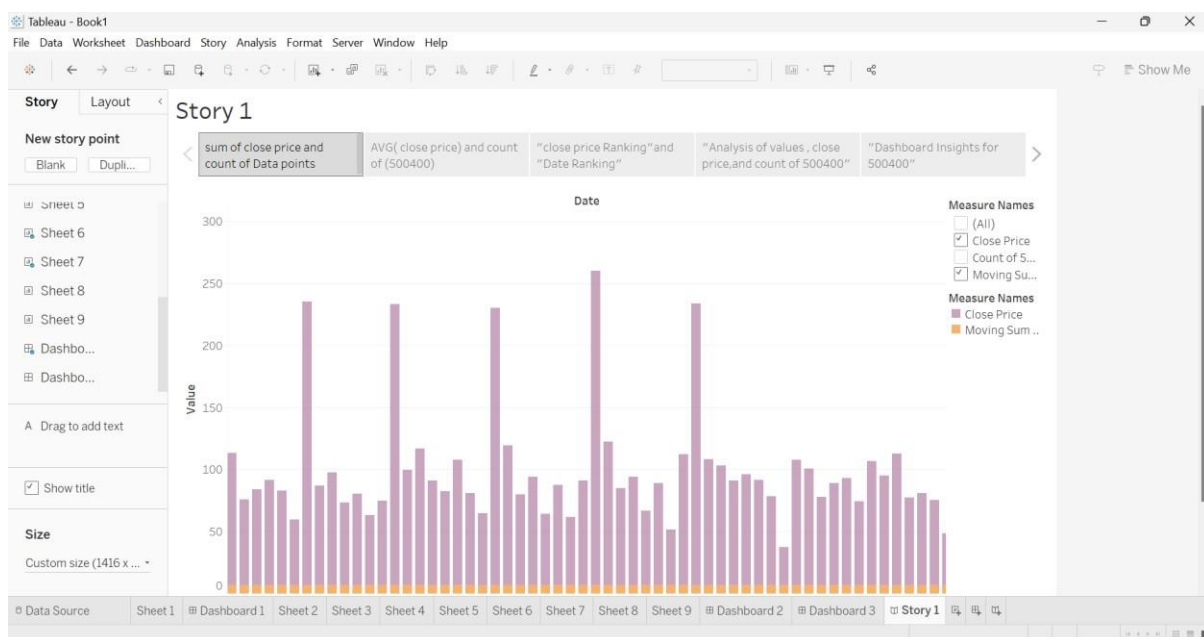 Tableau - Book1
File Data Worksheet Dashboard Story Analysis Format Server Window Help
Show Me
Story Layout
Story 1
New story point
Blank Dupli...
sum of close price and
count of Data points
AVG( close price) and count
of (500400)
"close price Ranking"and
"Date Ranking"
"Analysis of values , close
price,and count of 500400"
"Dashboard Insights for
500400"
Sheet 5
Sheet 6
Sheet 7
Sheet 8
Sheet 9
Dashbo...
Dashbo...
A Drag to add text
Show title
Size
Custom size (1416 x ...
Date
Value
300
250
200
150
100
50
0
Measure Names
(All)
Close Price
Count of S...
Moving Su...
Measure Names
Close Price
Moving Sum ..
Data Source Sheet 1 Dashboard 1 Sheet 2 Sheet 3 Sheet 4 Sheet 5 Sheet 6 Sheet 7 Sheet 8 Sheet 9 Dashboard 2 Dashboard 3 Story 1